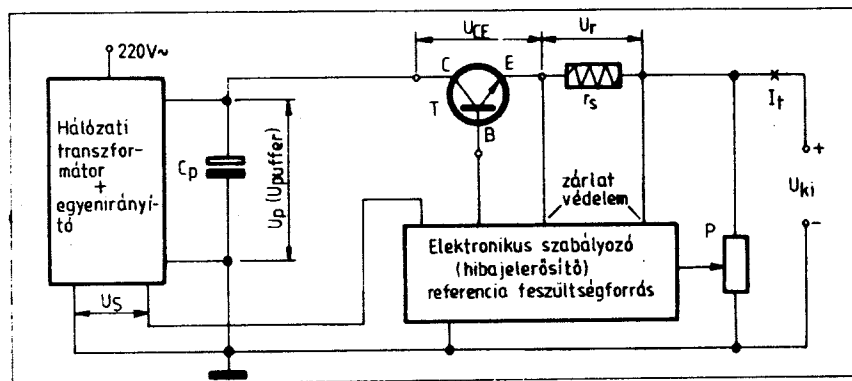 220V~
Hálózati
transzfor-
mátor
+
egyenirányí-
tó
Cp
Up (Upuffer)
US
UCE
Ur
C
E
T
B
rs
It
zárlat
védelem
Elektronikus szabályozó
(hibajelerősítő)
referencia feszültségforrás
P
+
Uki
-